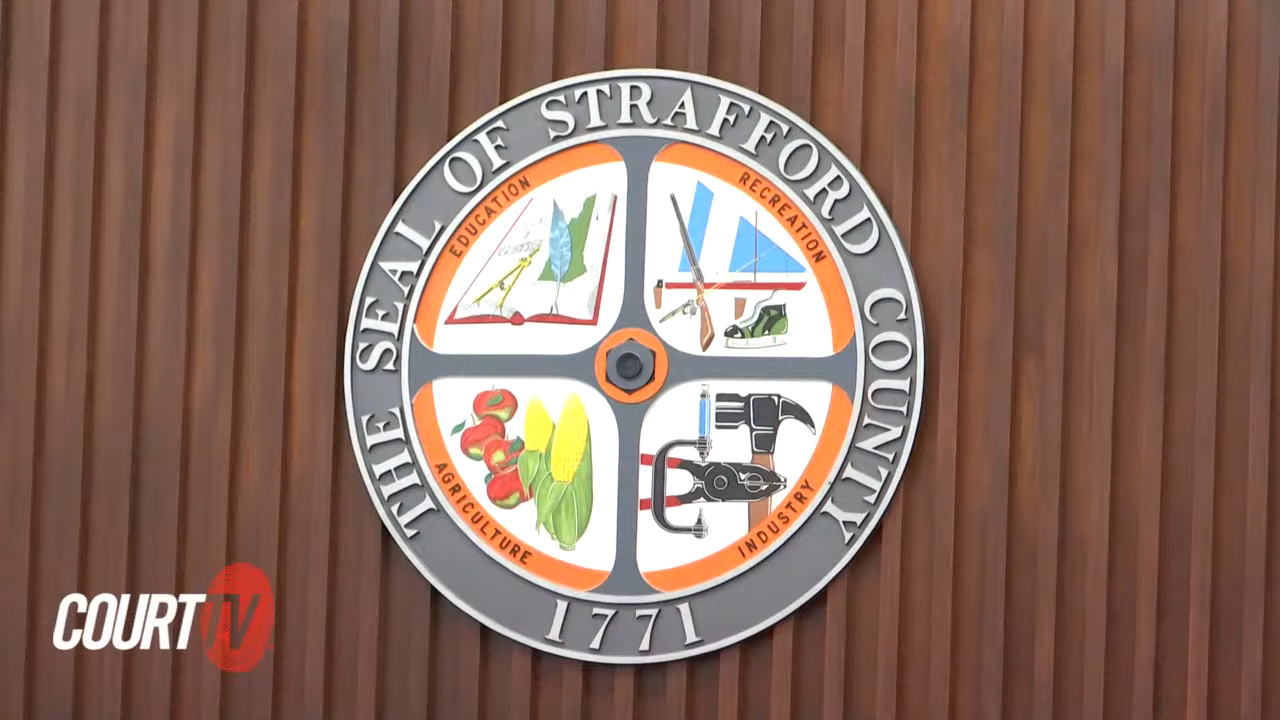 THE SEAL OF STRAFFORD COUNTY
EDUCATION
RECREATION
AGRICULTURE
INDUSTRY
1771
COURT TV